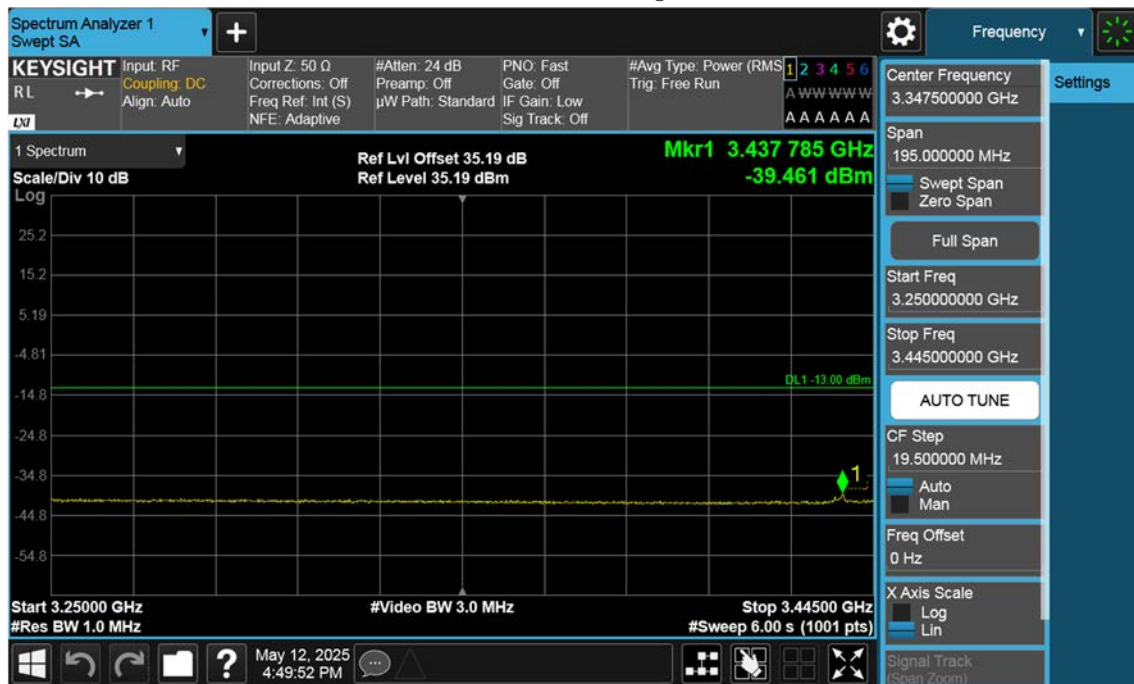 Spectrum Analyzer 1
Swept SA
+
Frequency
KEYSIGHT
RL
LXI
Input: RF
Coupling: DC
Align: Auto
Input Z: 50 Ω
Corrections: Off
Freq Ref: Int (S)
NFE: Adaptive
#Atten: 24 dB
Preamp: Off
µW Path: Standard
PNO: Fast
Gate: Off
IF Gain: Low
Sig Track: Off
#Avg Type: Power (RMS
Trig: Free Run
1 2 3 4 5 6
A W W W W W
A A A A A A
1 Spectrum
Scale/Div 10 dB
Log
Ref Lvl Offset 35.19 dB
Ref Level 35.19 dBm
Mkr1 3.437 785 GHz
-39.461 dBm
25.2
15.2
5.19
-4.81
DL1 -13.00 dBm
-14.8
-24.8
-34.8
1
-44.8
-54.8
Start 3.25000 GHz
#Res BW 1.0 MHz
#Video BW 3.0 MHz
Stop 3.44500 GHz
#Sweep 6.00 s (1001 pts)
?
May 12, 2025
4:49:52 PM
Center Frequency
3.347500000 GHz
Span
195.000000 MHz
Swept Span
Zero Span
Full Span
Start Freq
3.250000000 GHz
Stop Freq
3.445000000 GHz
AUTO TUNE
CF Step
19.500000 MHz
Auto
Man
Freq Offset
0 Hz
X Axis Scale
Log
Lin
Signal Track
(Span Zoom)
Settings